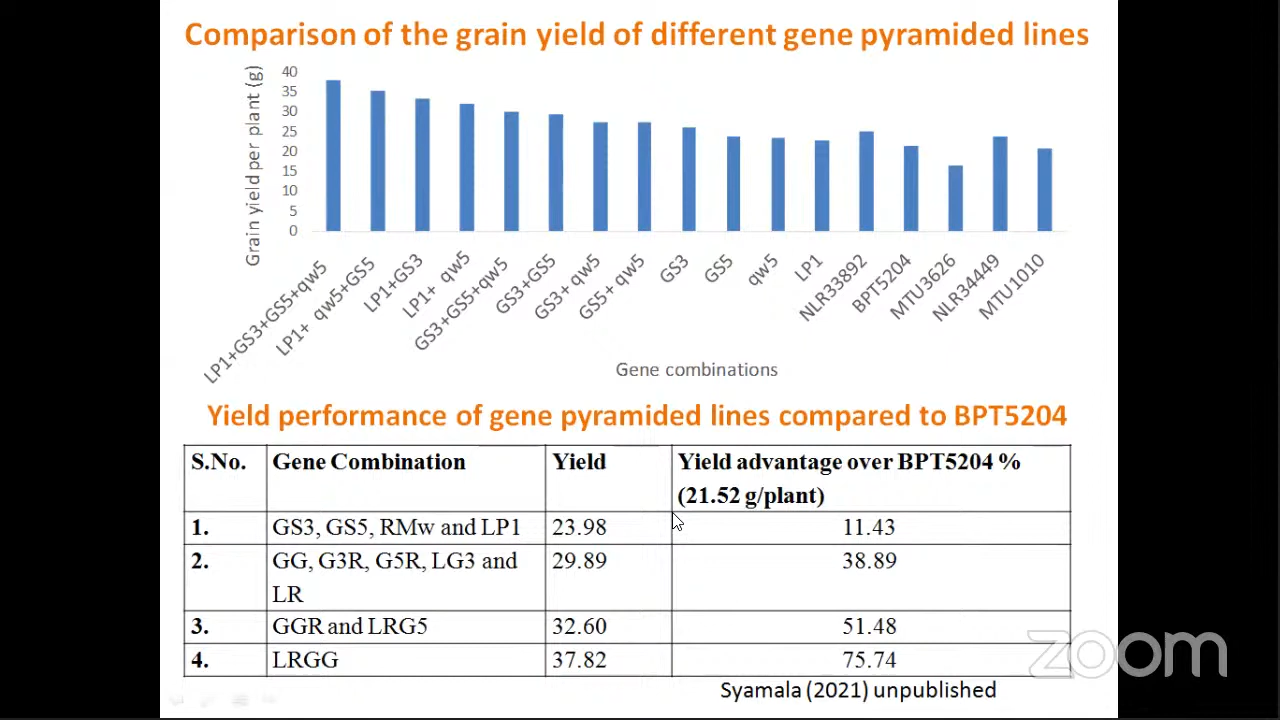 Comparison of the grain yield of different gene pyramided lines
Grain yield per plant (g)
40
35
30
25
20
15
10
5
0
LP1+GS3+GS5+qw5
LP1+ qw5+GS5
LP1+GS3
LP1+ qw5
GS3+GS5+qw5
GS3+GS5
GS3+ qw5
GS5+ qw5
GS3
GS5
qw5
LP1
NLR33892
BPT5204
MTU3626
NLR34449
MTU1010
Gene combinations
Yield performance of gene pyramided lines compared to BPT5204
S.No. Gene Combination Yield Yield advantage over BPT5204 %
(21.52 g/plant)
1. GS3, GS5, RMw and LP1 23.98 11.43
2. GG, G3R, G5R, LG3 and 29.89 38.89
LR
3. GGR and LRG5 32.60 51.48
4. LRGG 37.82 75.74
Syamala (2021) unpublished
zoom